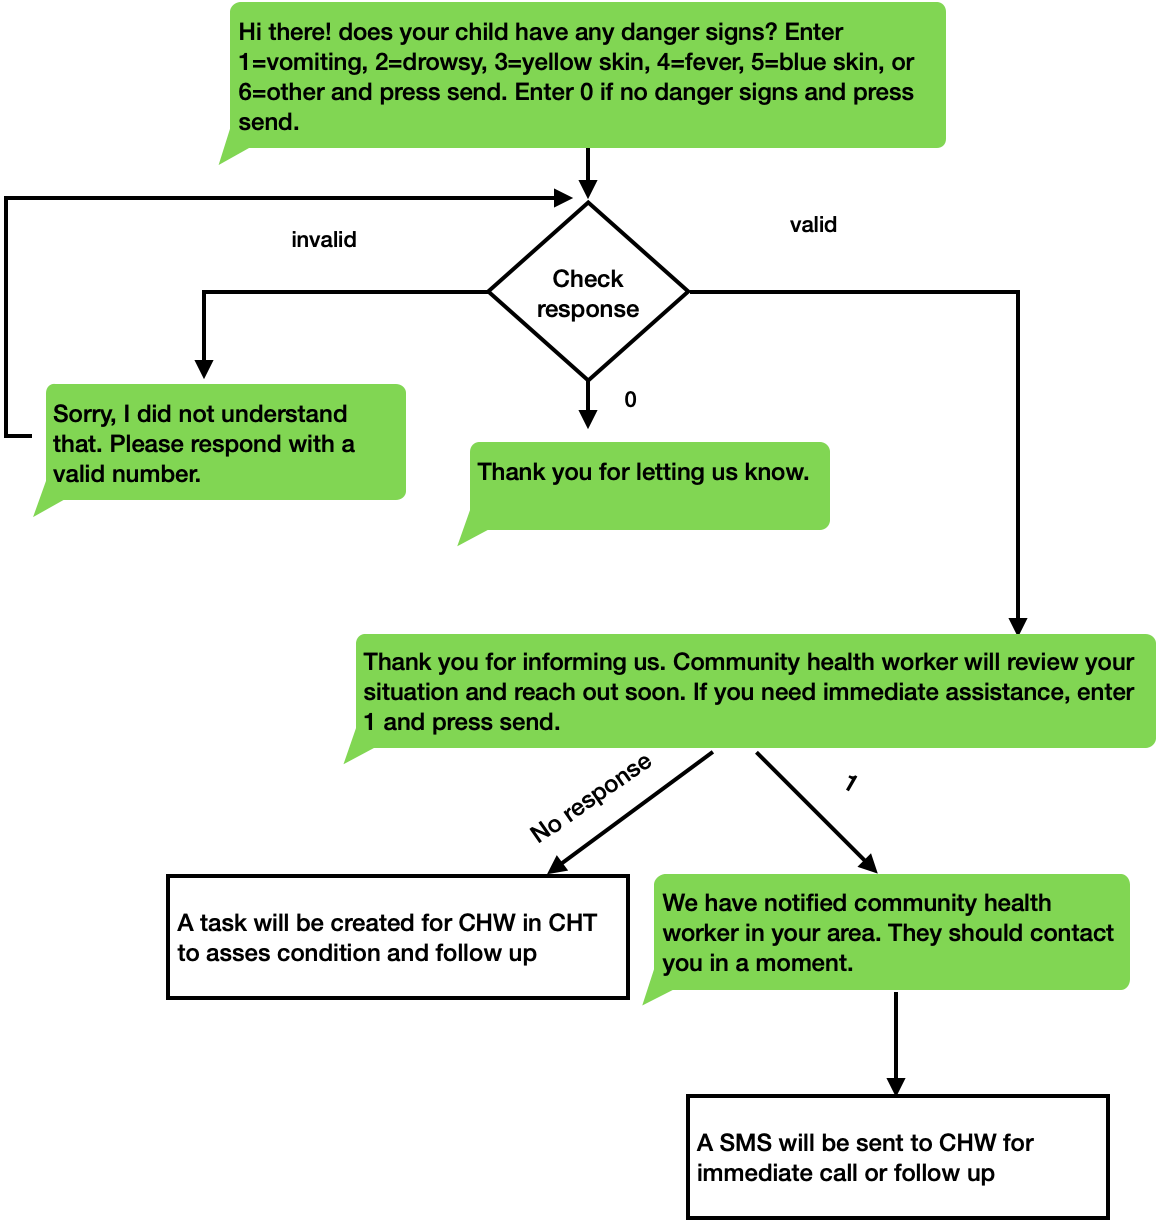 Hi there! does your child have any danger signs? Enter
1=vomiting, 2=drowsy, 3=yellow skin, 4=fever, 5=blue skin, or
6=other and press send. Enter 0 if no danger signs and press
send.
invalid
valid
Check
response
0
Sorry, I did not understand
that. Please respond with a
valid number.
Thank you for letting us know.
Thank you for informing us. Community health worker will review your
situation and reach out soon. If you need immediate assistance, enter
1 and press send.
No response
1
A task will be created for CHW in CHT
to asses condition and follow up
We have notified community health
worker in your area. They should contact
you in a moment.
A SMS will be sent to CHW for
immediate call or follow up